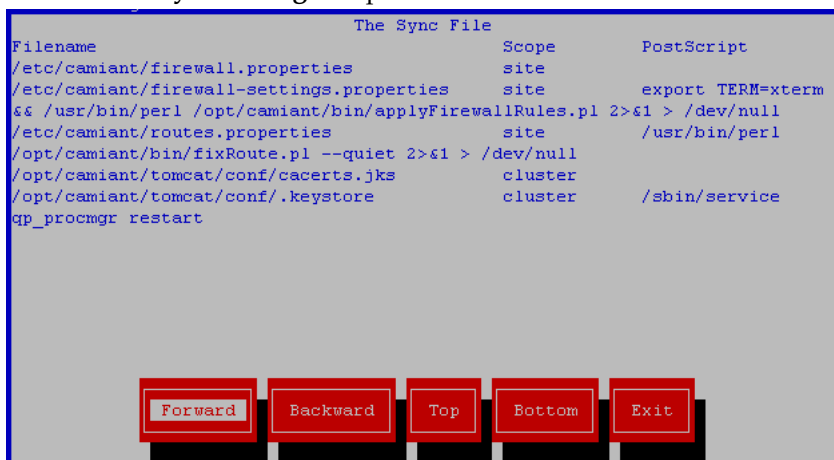 The Sync File
Filename Scope PostScript
/etc/camiant/firewall.properties site
/etc/camiant/firewall-settings.properties site export TERM=xterm
&& /usr/bin/perl /opt/camiant/bin/applyFirewallRules.pl 2>&1 > /dev/null
/etc/camiant/routes.properties site /usr/bin/perl
/opt/camiant/bin/fixRoute.pl --quiet 2>&1 > /dev/null
/opt/camiant/tomcat/conf/cacerts.jks cluster
/opt/camiant/tomcat/conf/.keystore cluster /sbin/service
qp_procmgr restart
Forward Backward Top Bottom Exit